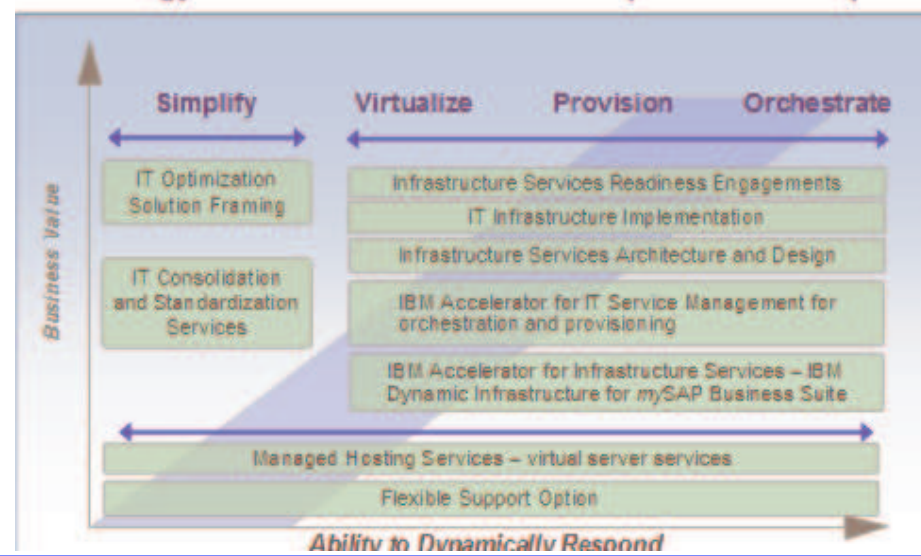 Simplify
Virtualize Provision Orchestrate
IT Optimization
Solution Framing
IT Consolidation
and Standardization
Services
Infrastructure Services Readiness Engagements
IT Infrastructure Implementation
Infrastructure Services Architecture and Design
IBM Accelerator for IT Service Management for
orchestration and provisioning
IBM Accelerator for Infrastructure Services – IBM
Dynamic Infrastructure for mySAP Business Suite
Managed Hosting Services – virtual server services
Flexible Support Option
Business Value
Ability to Dynamically Respond